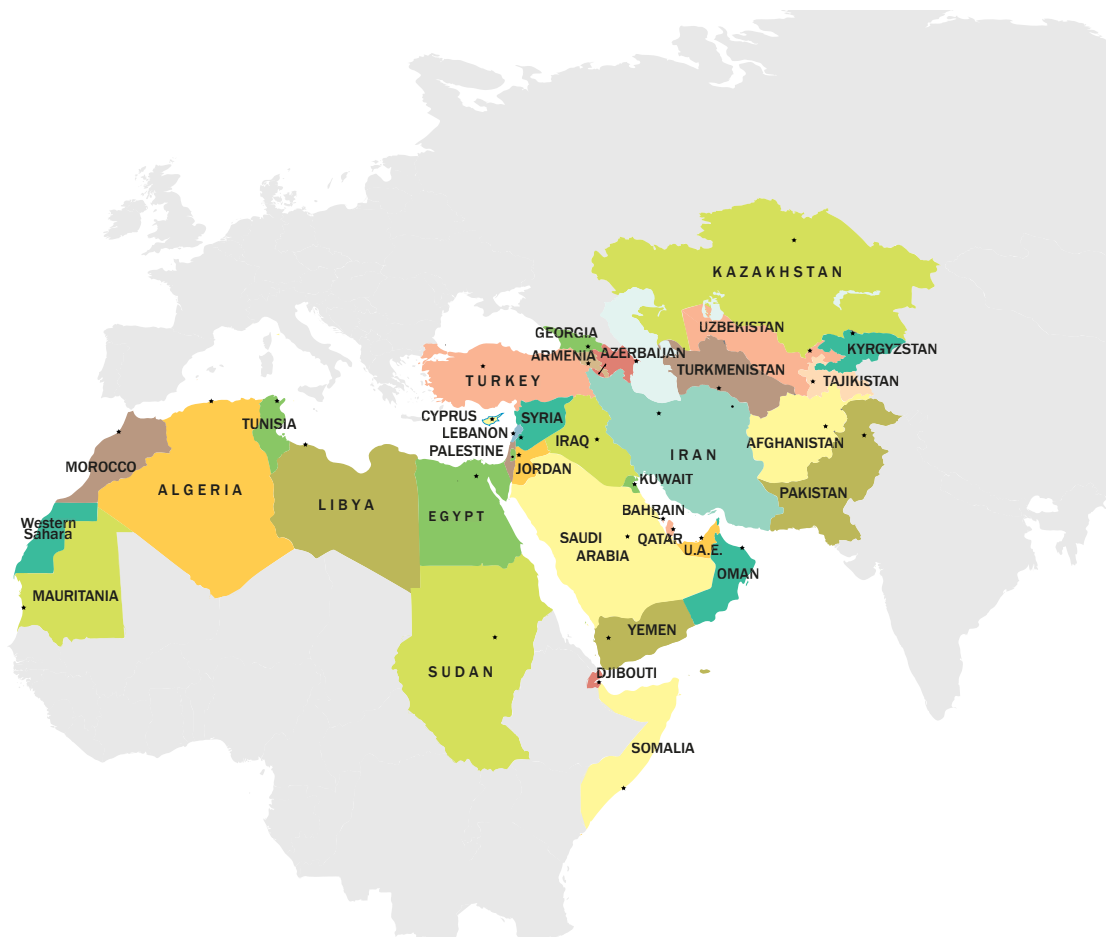 KAZAKHSTAN
UZBEKISTAN
GEORGIA
KYRGYZSTAN
ARMENIA
AZERBAIJAN
TURKMENISTAN
TURKEY
TAJIKISTAN
CYPRUS
SYRIA
TUNISIA
LEBANON
IRAQ
AFGHANISTAN
PALESTINE
IRAN
MOROCCO
JORDAN
KUWAIT
ALGERIA
PAKISTAN
LIBYA
BAHRAIN
EGYPT
Western
Sahara
SAUDI
ARABIA
QATAR
U.A.E.
OMAN
MAURITANIA
YEMEN
SUDAN
DJIBOUTI
SOMALIA